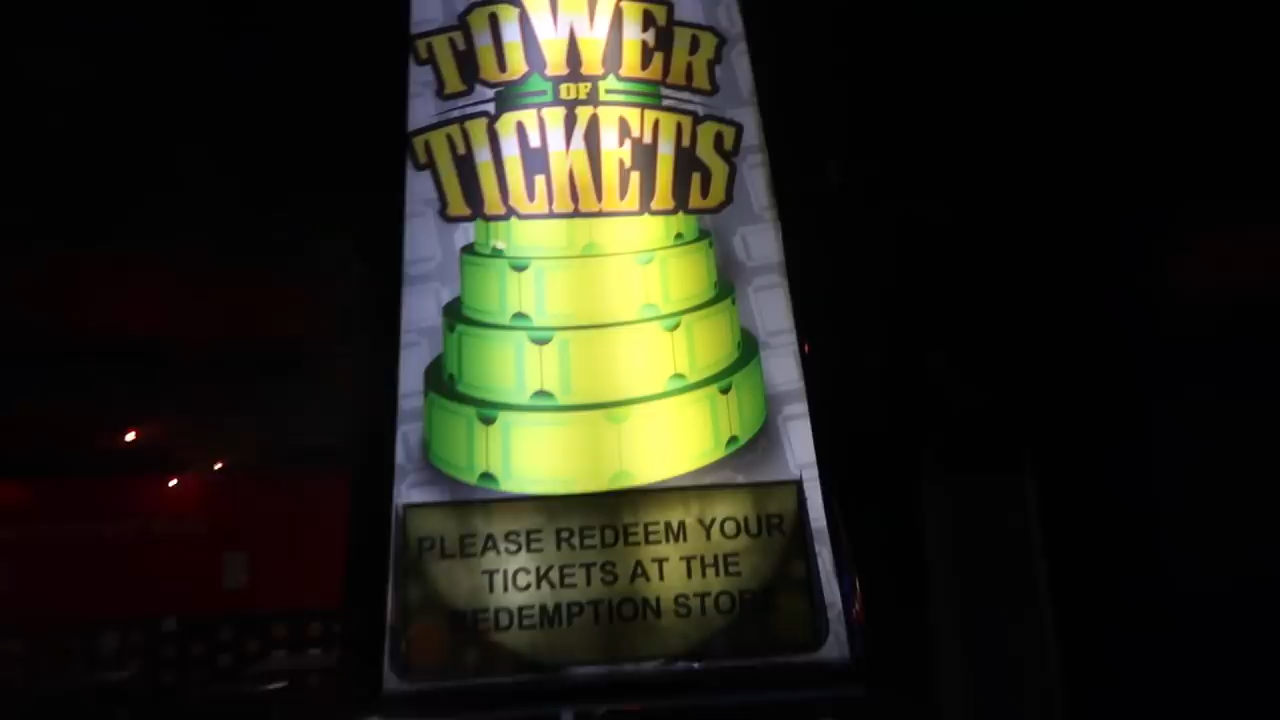 TOWER
OF
TICKETS
PLEASE REDEEM YOUR
TICKETS AT THE
REDEMPTION STORE